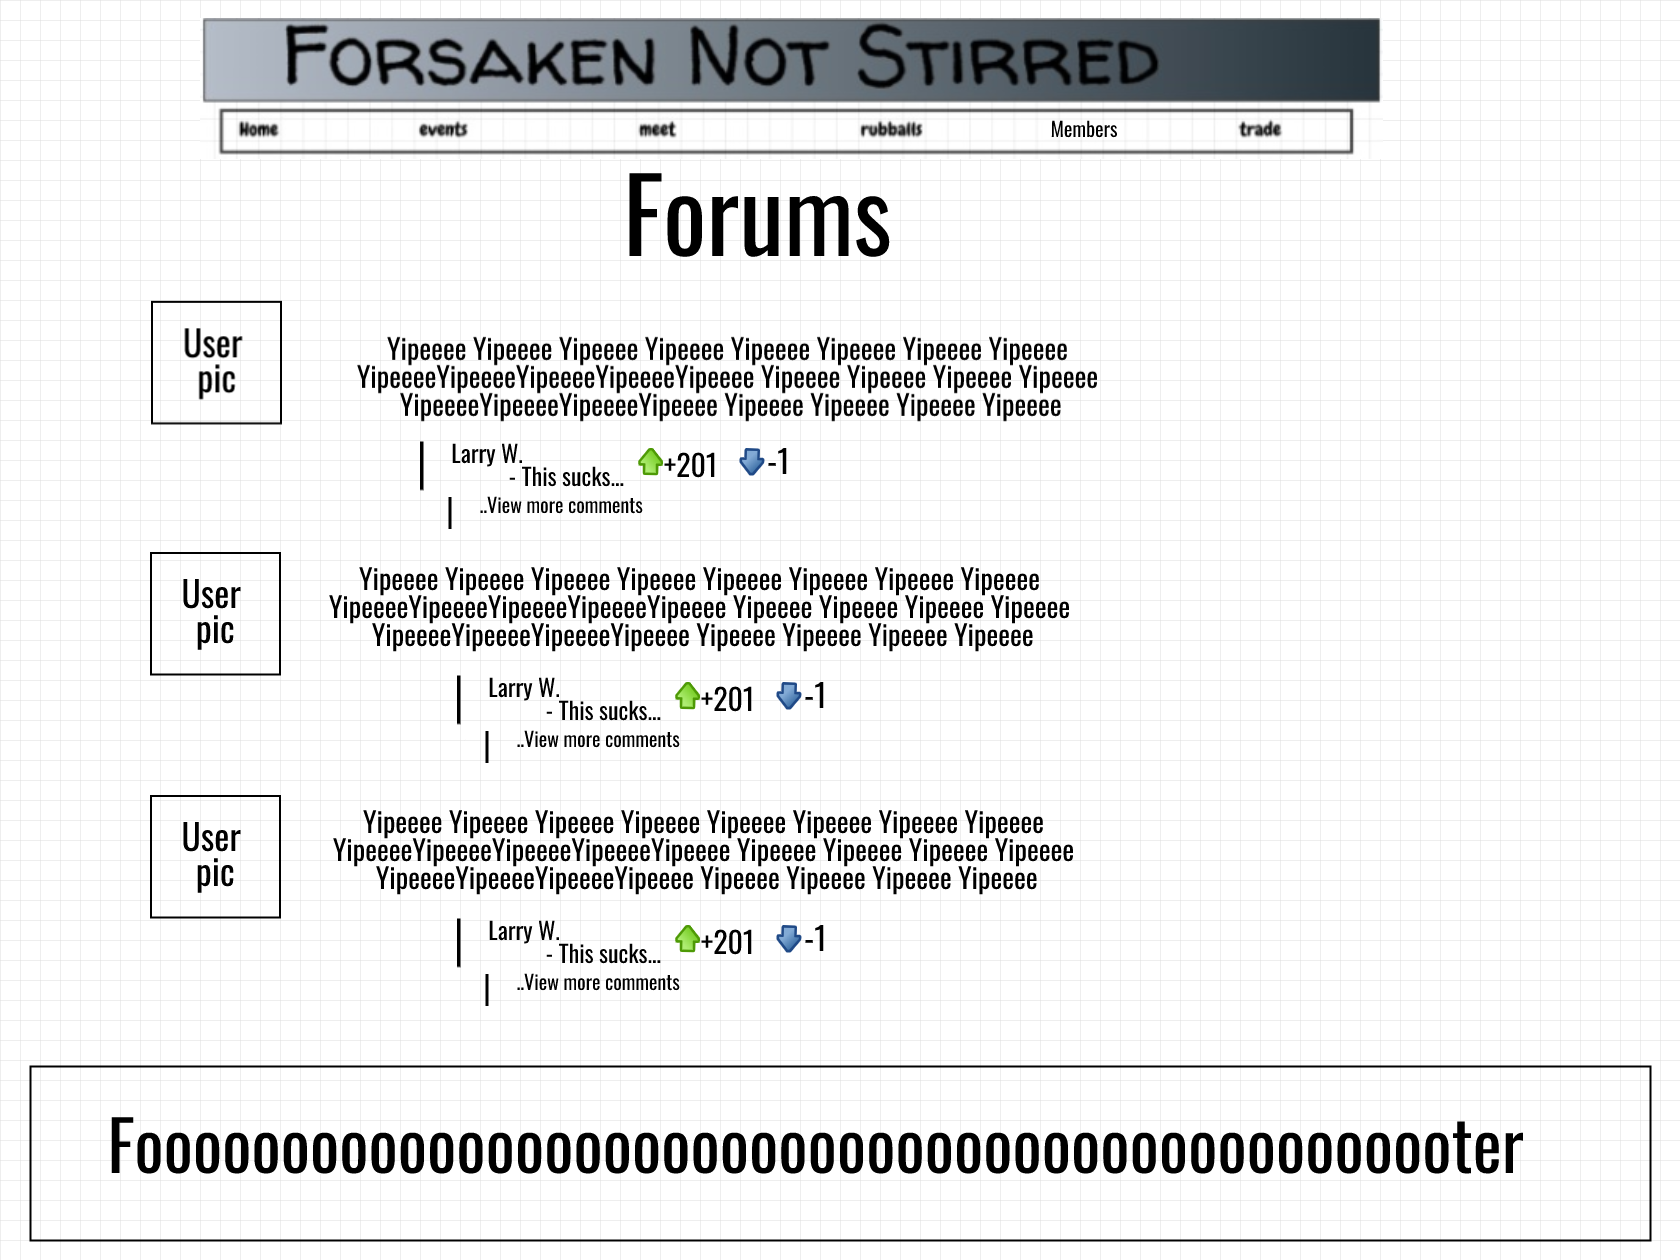 FORSAKEN NOT STIRRED
Home events meet rubballs Members trade
Forums
User
pic
Yipeeee Yipeeee Yipeeee Yipeeee Yipeeee Yipeeee Yipeeee Yipeeee
YipeeeeYipeeeeYipeeeeYipeeeeYipeeee Yipeeee Yipeeee Yipeeee Yipeeee
YipeeeeYipeeeeYipeeeeYipeeee Yipeeee Yipeeee Yipeeee Yipeeee
Larry W.
- This sucks... +201 -1
..View more comments
User
pic
Yipeeee Yipeeee Yipeeee Yipeeee Yipeeee Yipeeee Yipeeee Yipeeee
YipeeeeYipeeeeYipeeeeYipeeeeYipeeee Yipeeee Yipeeee Yipeeee Yipeeee
YipeeeeYipeeeeYipeeeeYipeeee Yipeeee Yipeeee Yipeeee Yipeeee
Larry W.
- This sucks... +201 -1
..View more comments
User
pic
Yipeeee Yipeeee Yipeeee Yipeeee Yipeeee Yipeeee Yipeeee Yipeeee
YipeeeeYipeeeeYipeeeeYipeeeeYipeeee Yipeeee Yipeeee Yipeeee Yipeeee
YipeeeeYipeeeeYipeeeeYipeeee Yipeeee Yipeeee Yipeeee Yipeeee
Larry W.
- This sucks... +201 -1
..View more comments
Foooooooooooooooooooooooooooooooooooooooooooooter